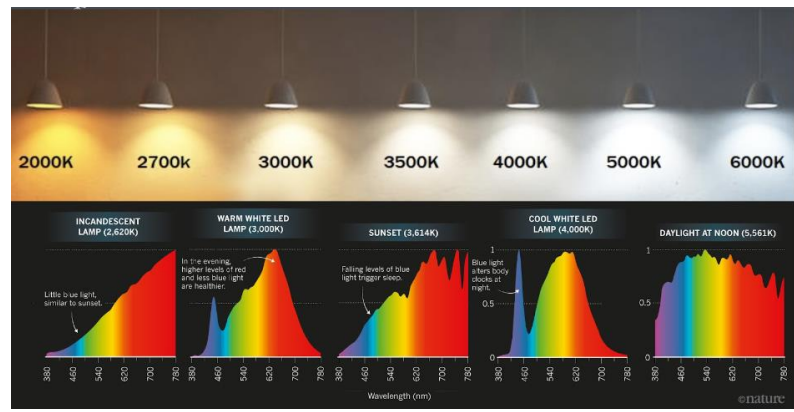 2000K
2700k
3000K
3500K
4000K
5000K
6000K
INCANDESCENT
LAMP (2,620K)
Little blue light,
similar to sunset.
380
460
540
620
700
780
WARM WHITE LED
LAMP (3,000K)
In the evening,
higher levels of red
and less blue light
are healthier.
380
460
540
620
700
780
SUNSET (3,614K)
Falling levels of blue
light trigger sleep.
380
460
540
620
700
780
COOL WHITE LED
LAMP (4,000K)
1
Blue light
alters body
clocks at
night.
0.5
0
380
460
540
620
700
780
DAYLIGHT AT NOON (5,561K)
1
0.5
0
380
460
540
620
700
780
Wavelength (nm)
©nature